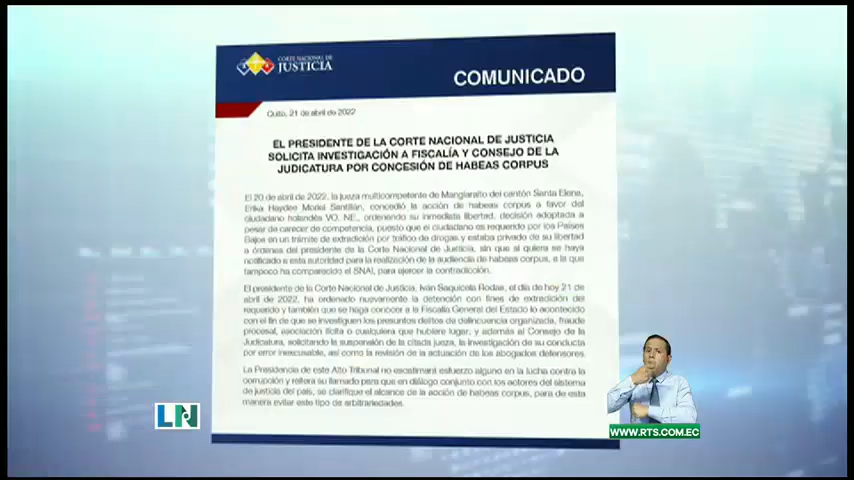 CORTE NACIONAL DE
JUSTICIA
COMUNICADO
Quito, 21 de abril de 2022
EL PRESIDENTE DE LA CORTE NACIONAL DE JUSTICIA
SOLICITA INVESTIGACIÓN A FISCALÍA Y CONSEJO DE LA
JUDICATURA POR CONCESIÓN DE HABEAS CORPUS
El 20 de abril de 2022, la jueza multicompetente de Manglaralto del cantón Santa Elena,
Erika Haydee Moriel Santillán, concedió la acción de habeas corpus a favor del
ciudadano holandés VO. NE., ordenando su inmediata libertad, decisión adoptada a
pesar de carecer de competencia, puesto que el ciudadano es requerido por los Países
Bajos en un trámite de extradición por tráfico de drogas y estaba privado de su libertad
a órdenes del presidente de la Corte Nacional de Justicia, sin que al quiera se haya
notificado a esta autoridad para la realización de la audiencia de habeas corpus, a la que
tampoco ha comparecido el SNAI, para ejercer la contradicción.
El presidente de la Corte Nacional de Justicia, Iván Saquicela Rodas, el día de hoy 21 de
abril de 2022, ha ordenado nuevamente la detención con fines de extradición del
requerido y también que se haga conocer a la Fiscalía General del Estado lo acontecido
con el fin de que se investiguen los presuntos delitos de delincuencia organizada, fraude
procesal, asociación ilícita o cualquiera que hubiere lugar, y además al Consejo de la
Judicatura, solicitando la suspensión de la citada jueza, la investigación de su conducta
por error inexcusable, así como la revisión de la actuación de los abogados defensores.
La Presidencia de este Alto Tribunal no escatimará esfuerzo alguno en la lucha contra la
corrupción y reitera su llamado para que en diálogo conjunto con los actores del sistema
de justicia del país, se clarifique el alcance de la acción de habeas corpus, para de esta
manera evitar este tipo de arbitrariedades.
LN
WWW.RTS.COM.EC